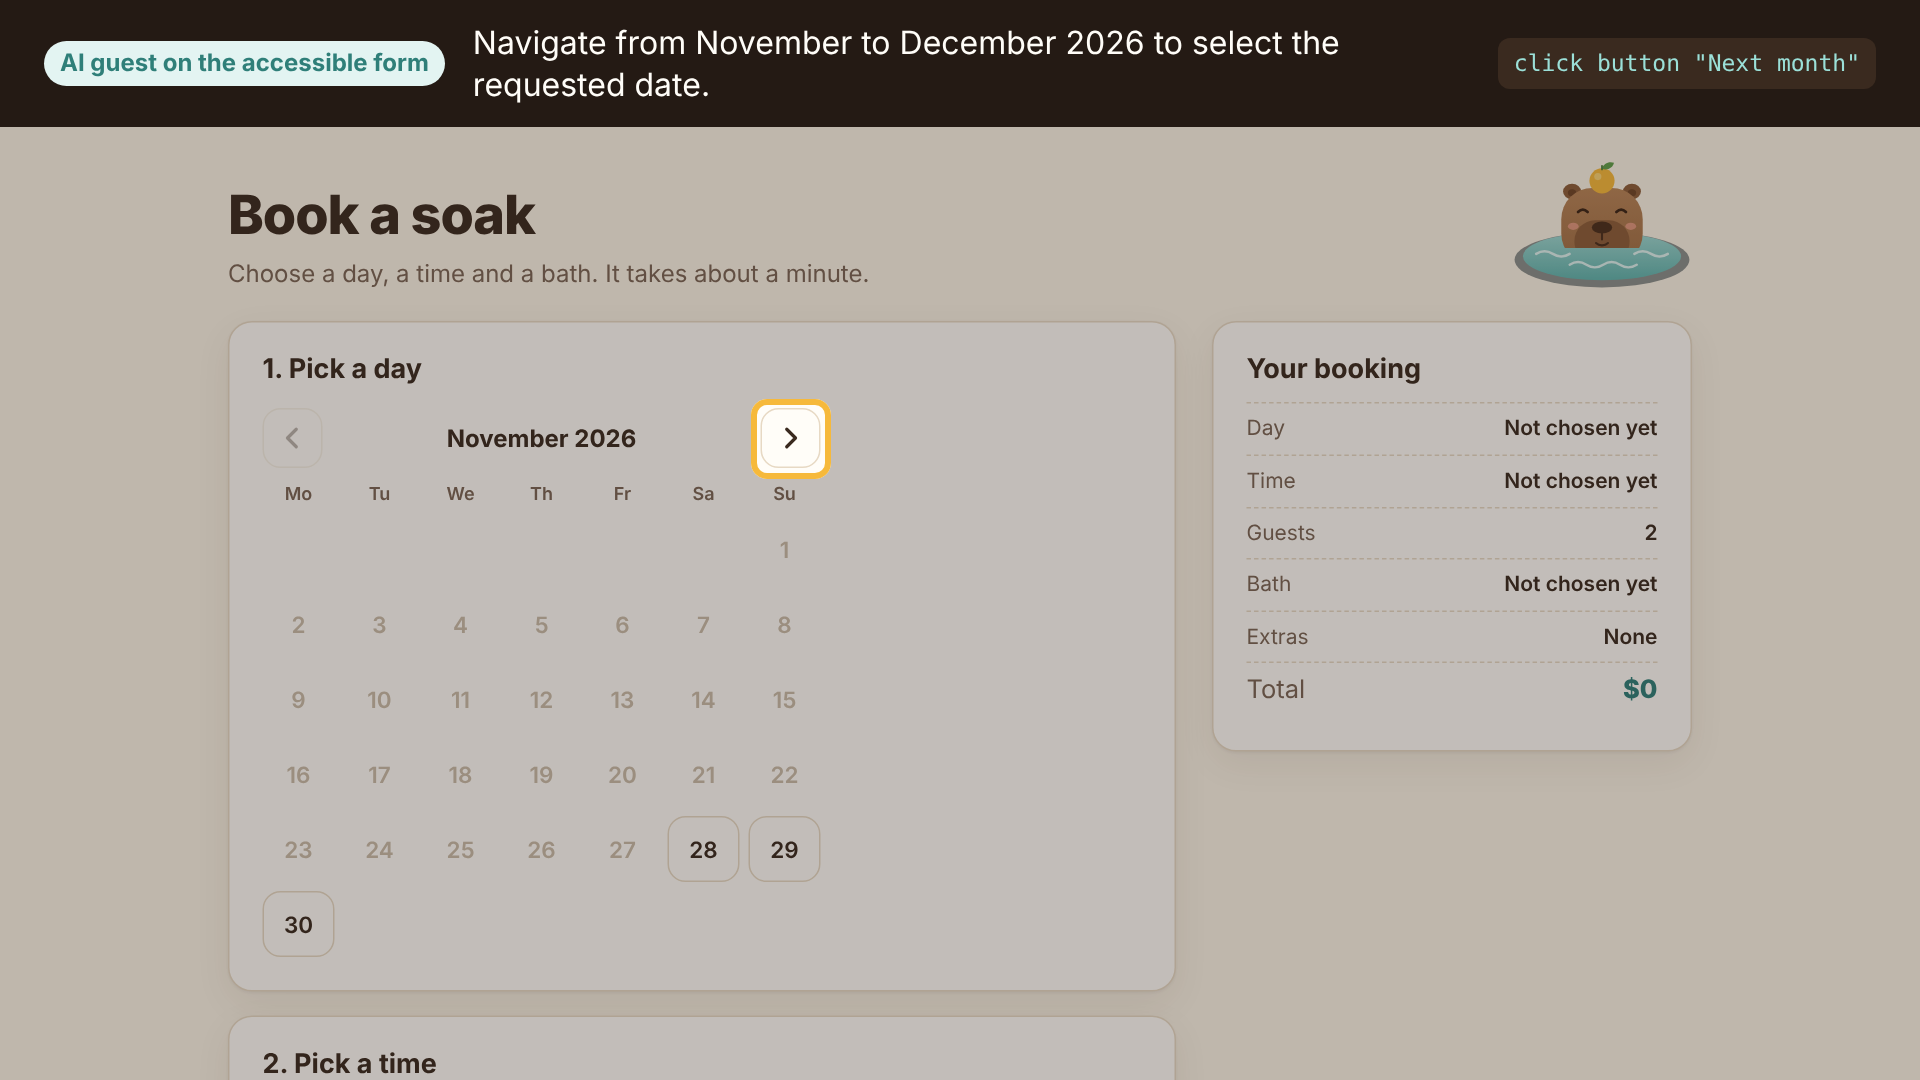 AI guest on the accessible form
Navigate from November to December 2026 to select the
requested date.
click button "Next month"
Book a soak
Choose a day, a time and a bath. It takes about a minute.
1. Pick a day
November 2026
Mo Tu We Th Fr Sa Su
1
2 3 4 5 6 7 8
9 10 11 12 13 14 15
16 17 18 19 20 21 22
23 24 25 26 27 28 29
30
2. Pick a time
Your booking
Day Not chosen yet
Time Not chosen yet
Guests 2
Bath Not chosen yet
Extras None
Total $0